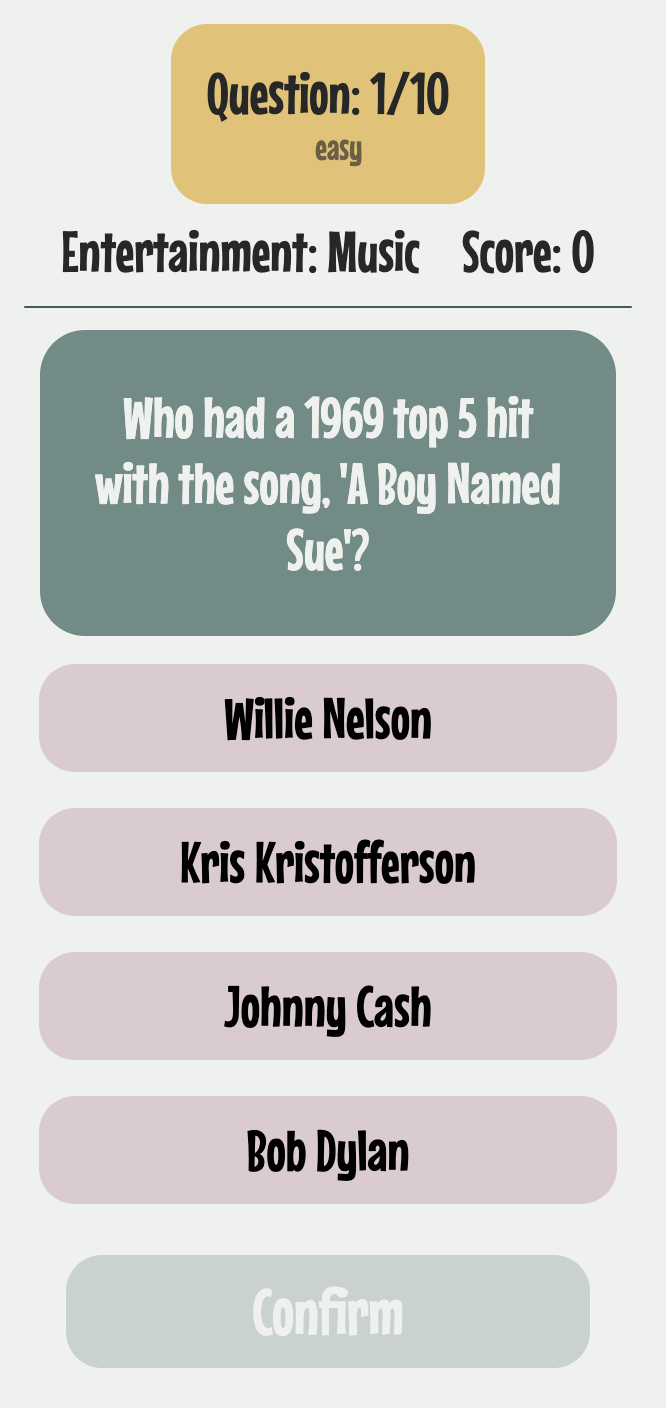 Question: 1/10
easy
Entertainment: Music Score: 0
Who had a 1969 top 5 hit
with the song, 'A Boy Named
Sue'?
Willie Nelson
Kris Kristofferson
Johnny Cash
Bob Dylan
Confirm